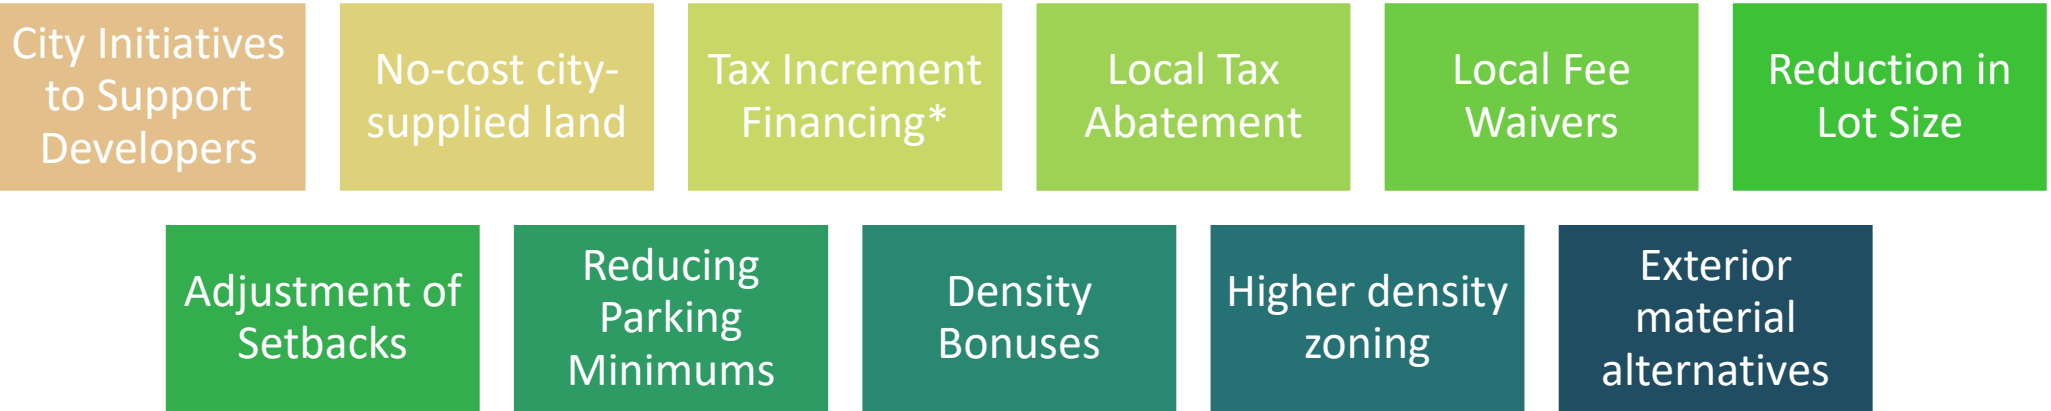 City Initiatives
to Support
Developers
No-cost city-
supplied land
Tax Increment
Financing*
Local Tax
Abatement
Local Fee
Waivers
Reduction in
Lot Size
Adjustment of
Setbacks
Reducing
Parking
Minimums
Density
Bonuses
Higher density
zoning
Exterior
material
alternatives